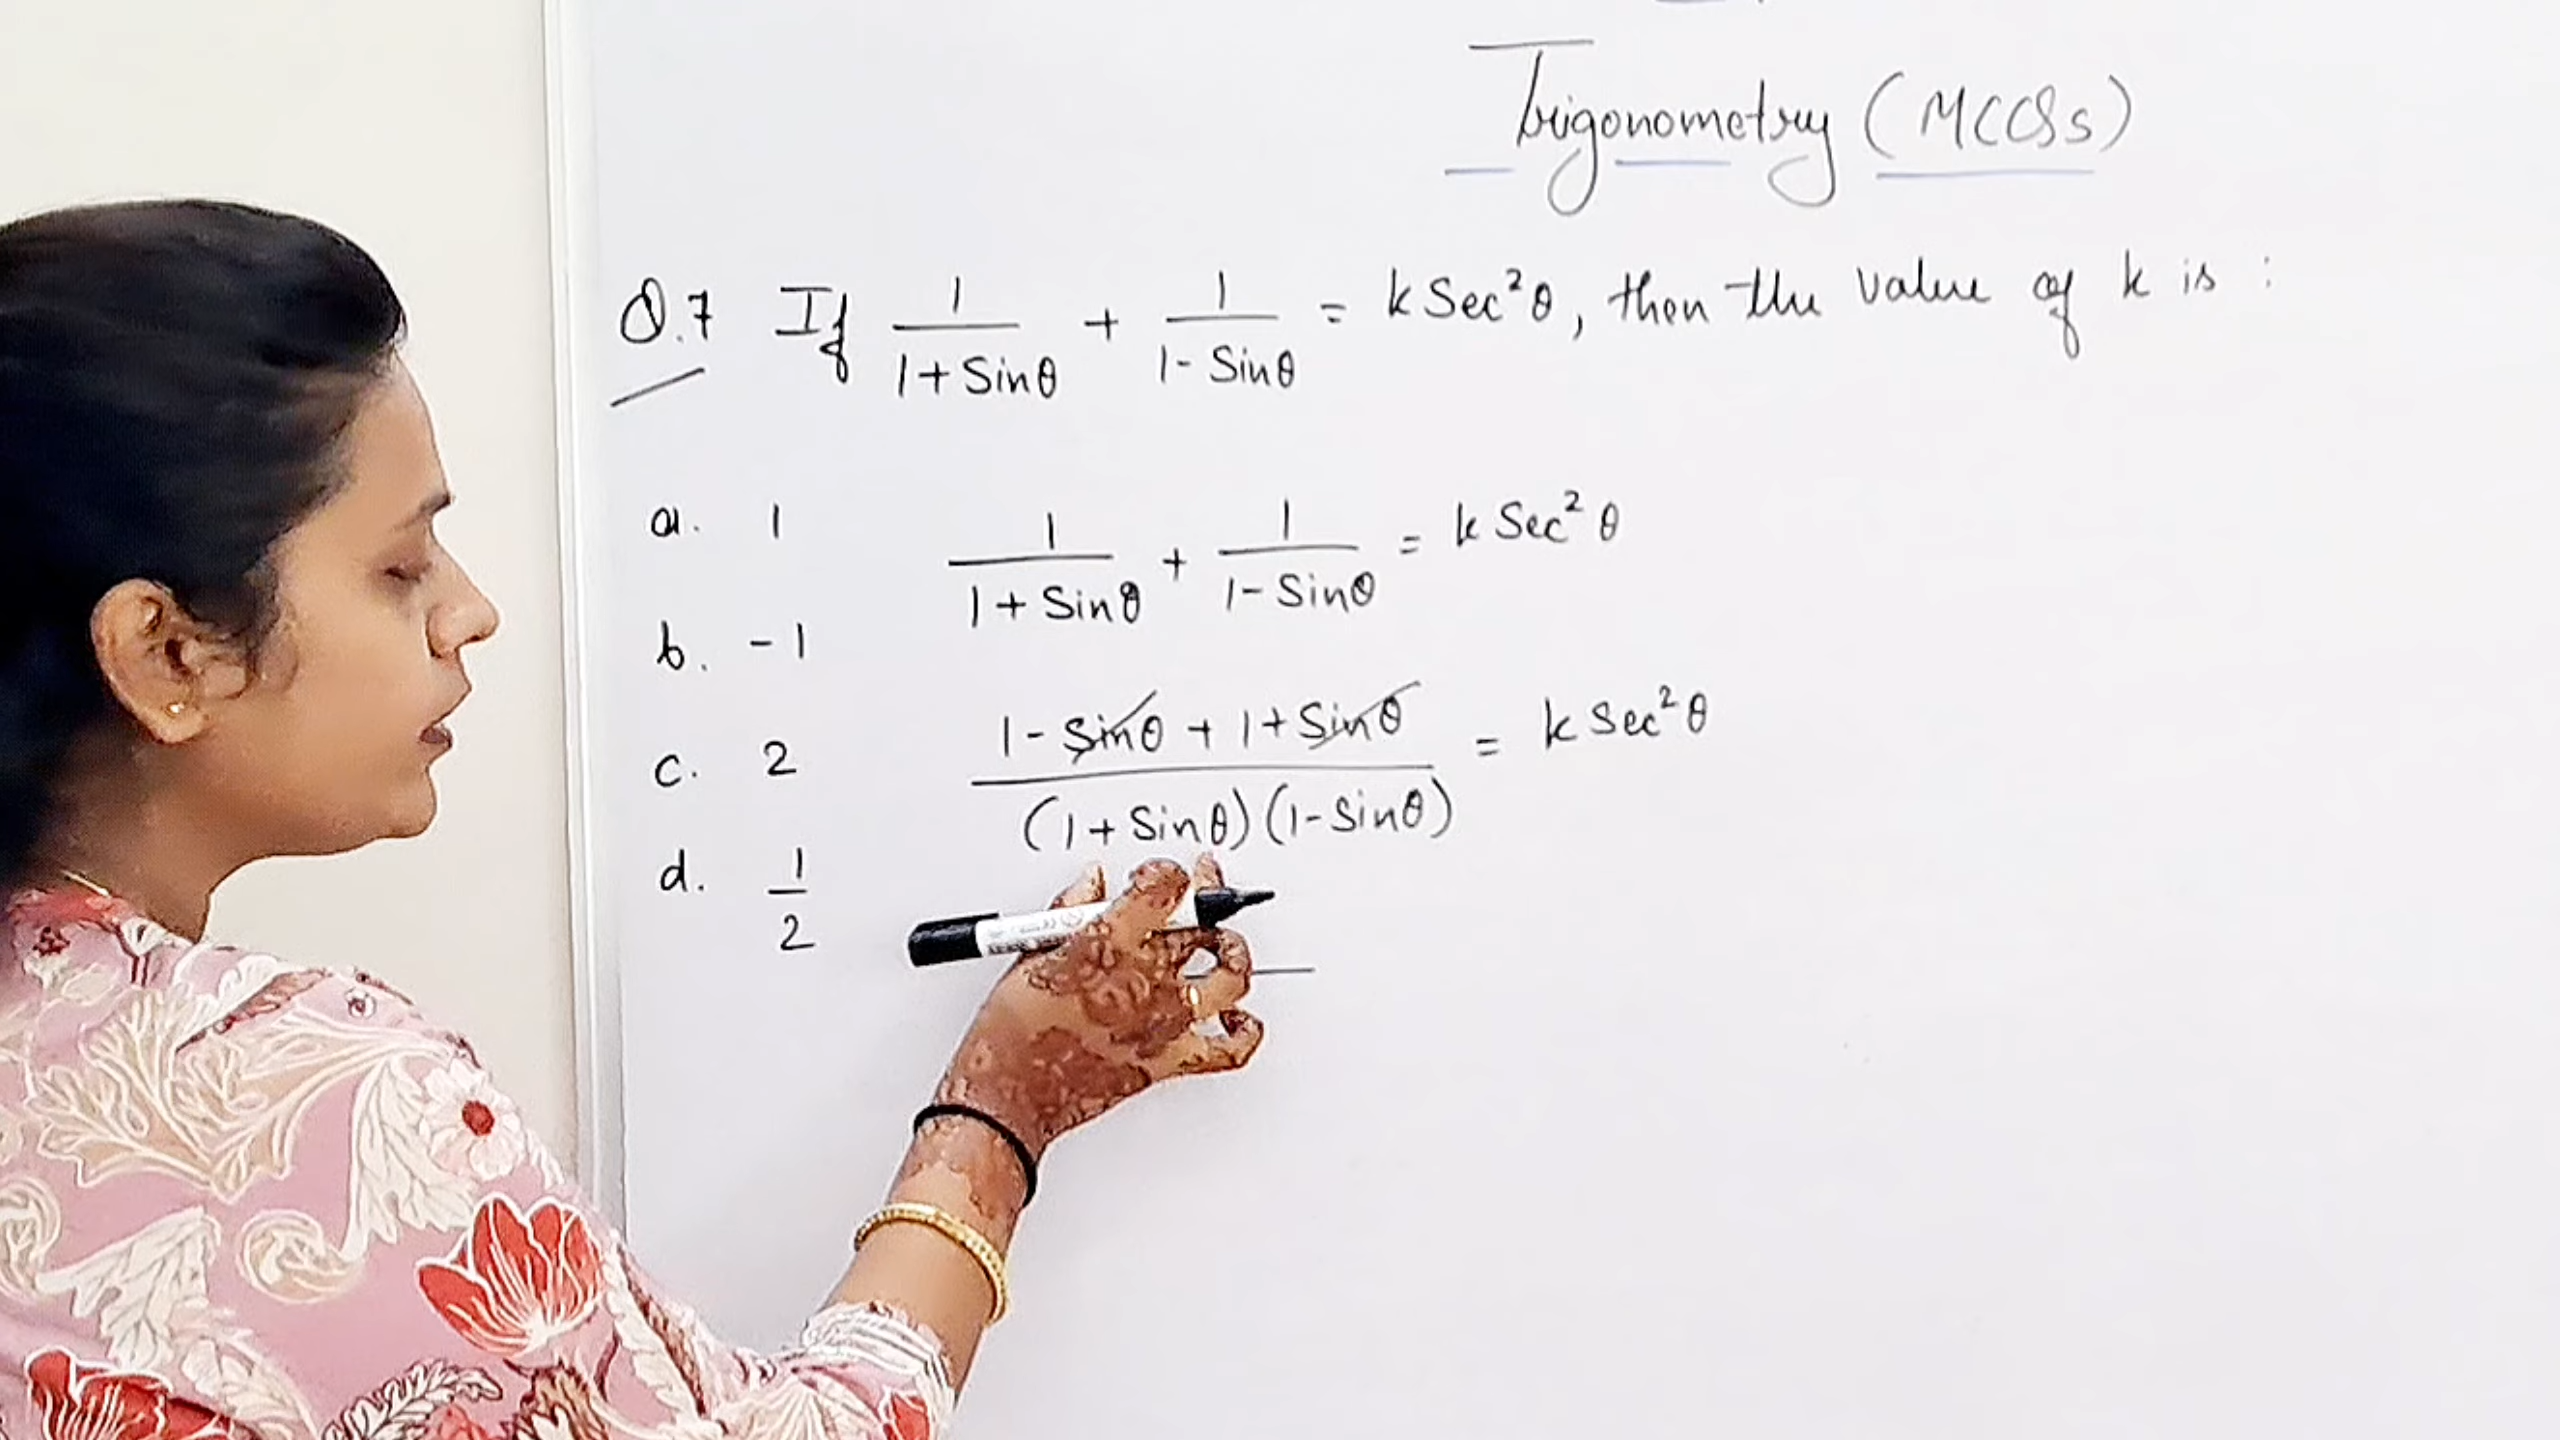 Trigonometry (MCQs)
Q.7 If 1/(1+Sinθ) + 1/(1-Sinθ) = k Sec²θ, then the value of k is :
a. 1
b. -1
c. 2
d. 1/2
1/(1+Sinθ) + 1/(1-Sinθ) = k Sec²θ
(1-Sinθ+1+Sinθ)/((1+Sinθ)(1-Sinθ)) = k Sec²θ